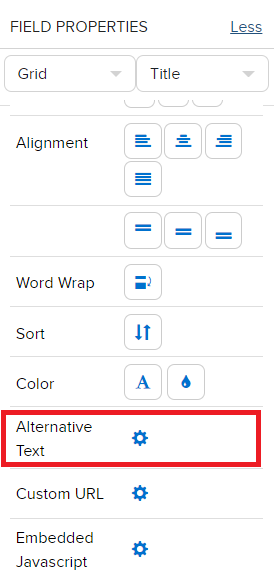 FIELD PROPERTIES Less
Grid Title
Alignment
Word Wrap
Sort
Color A
Alternative
Text
Custom URL
Embedded
Javascript